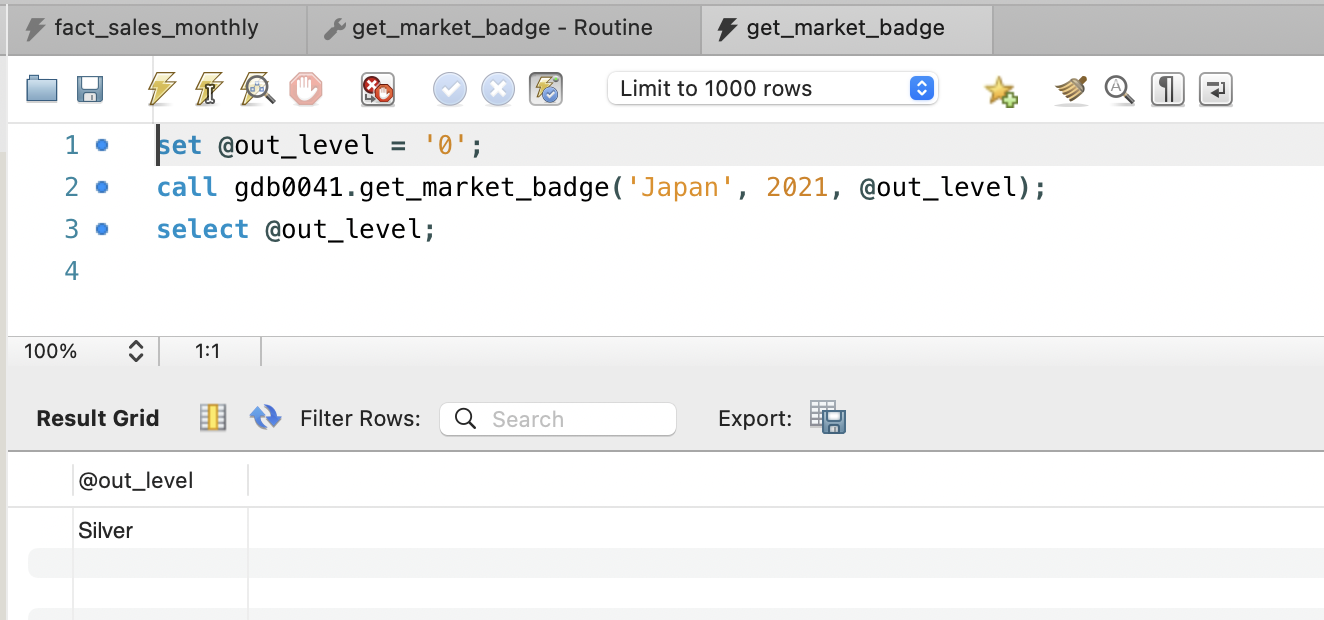 fact_sales_monthly get_market_badge - Routine get_market_badge
Limit to 1000 rows
1 set @out_level = '0';
2 call gdb0041.get_market_badge('Japan', 2021, @out_level);
3 select @out_level;
4
100% 1:1
Result Grid Filter Rows: Search Export:
@out_level
Silver